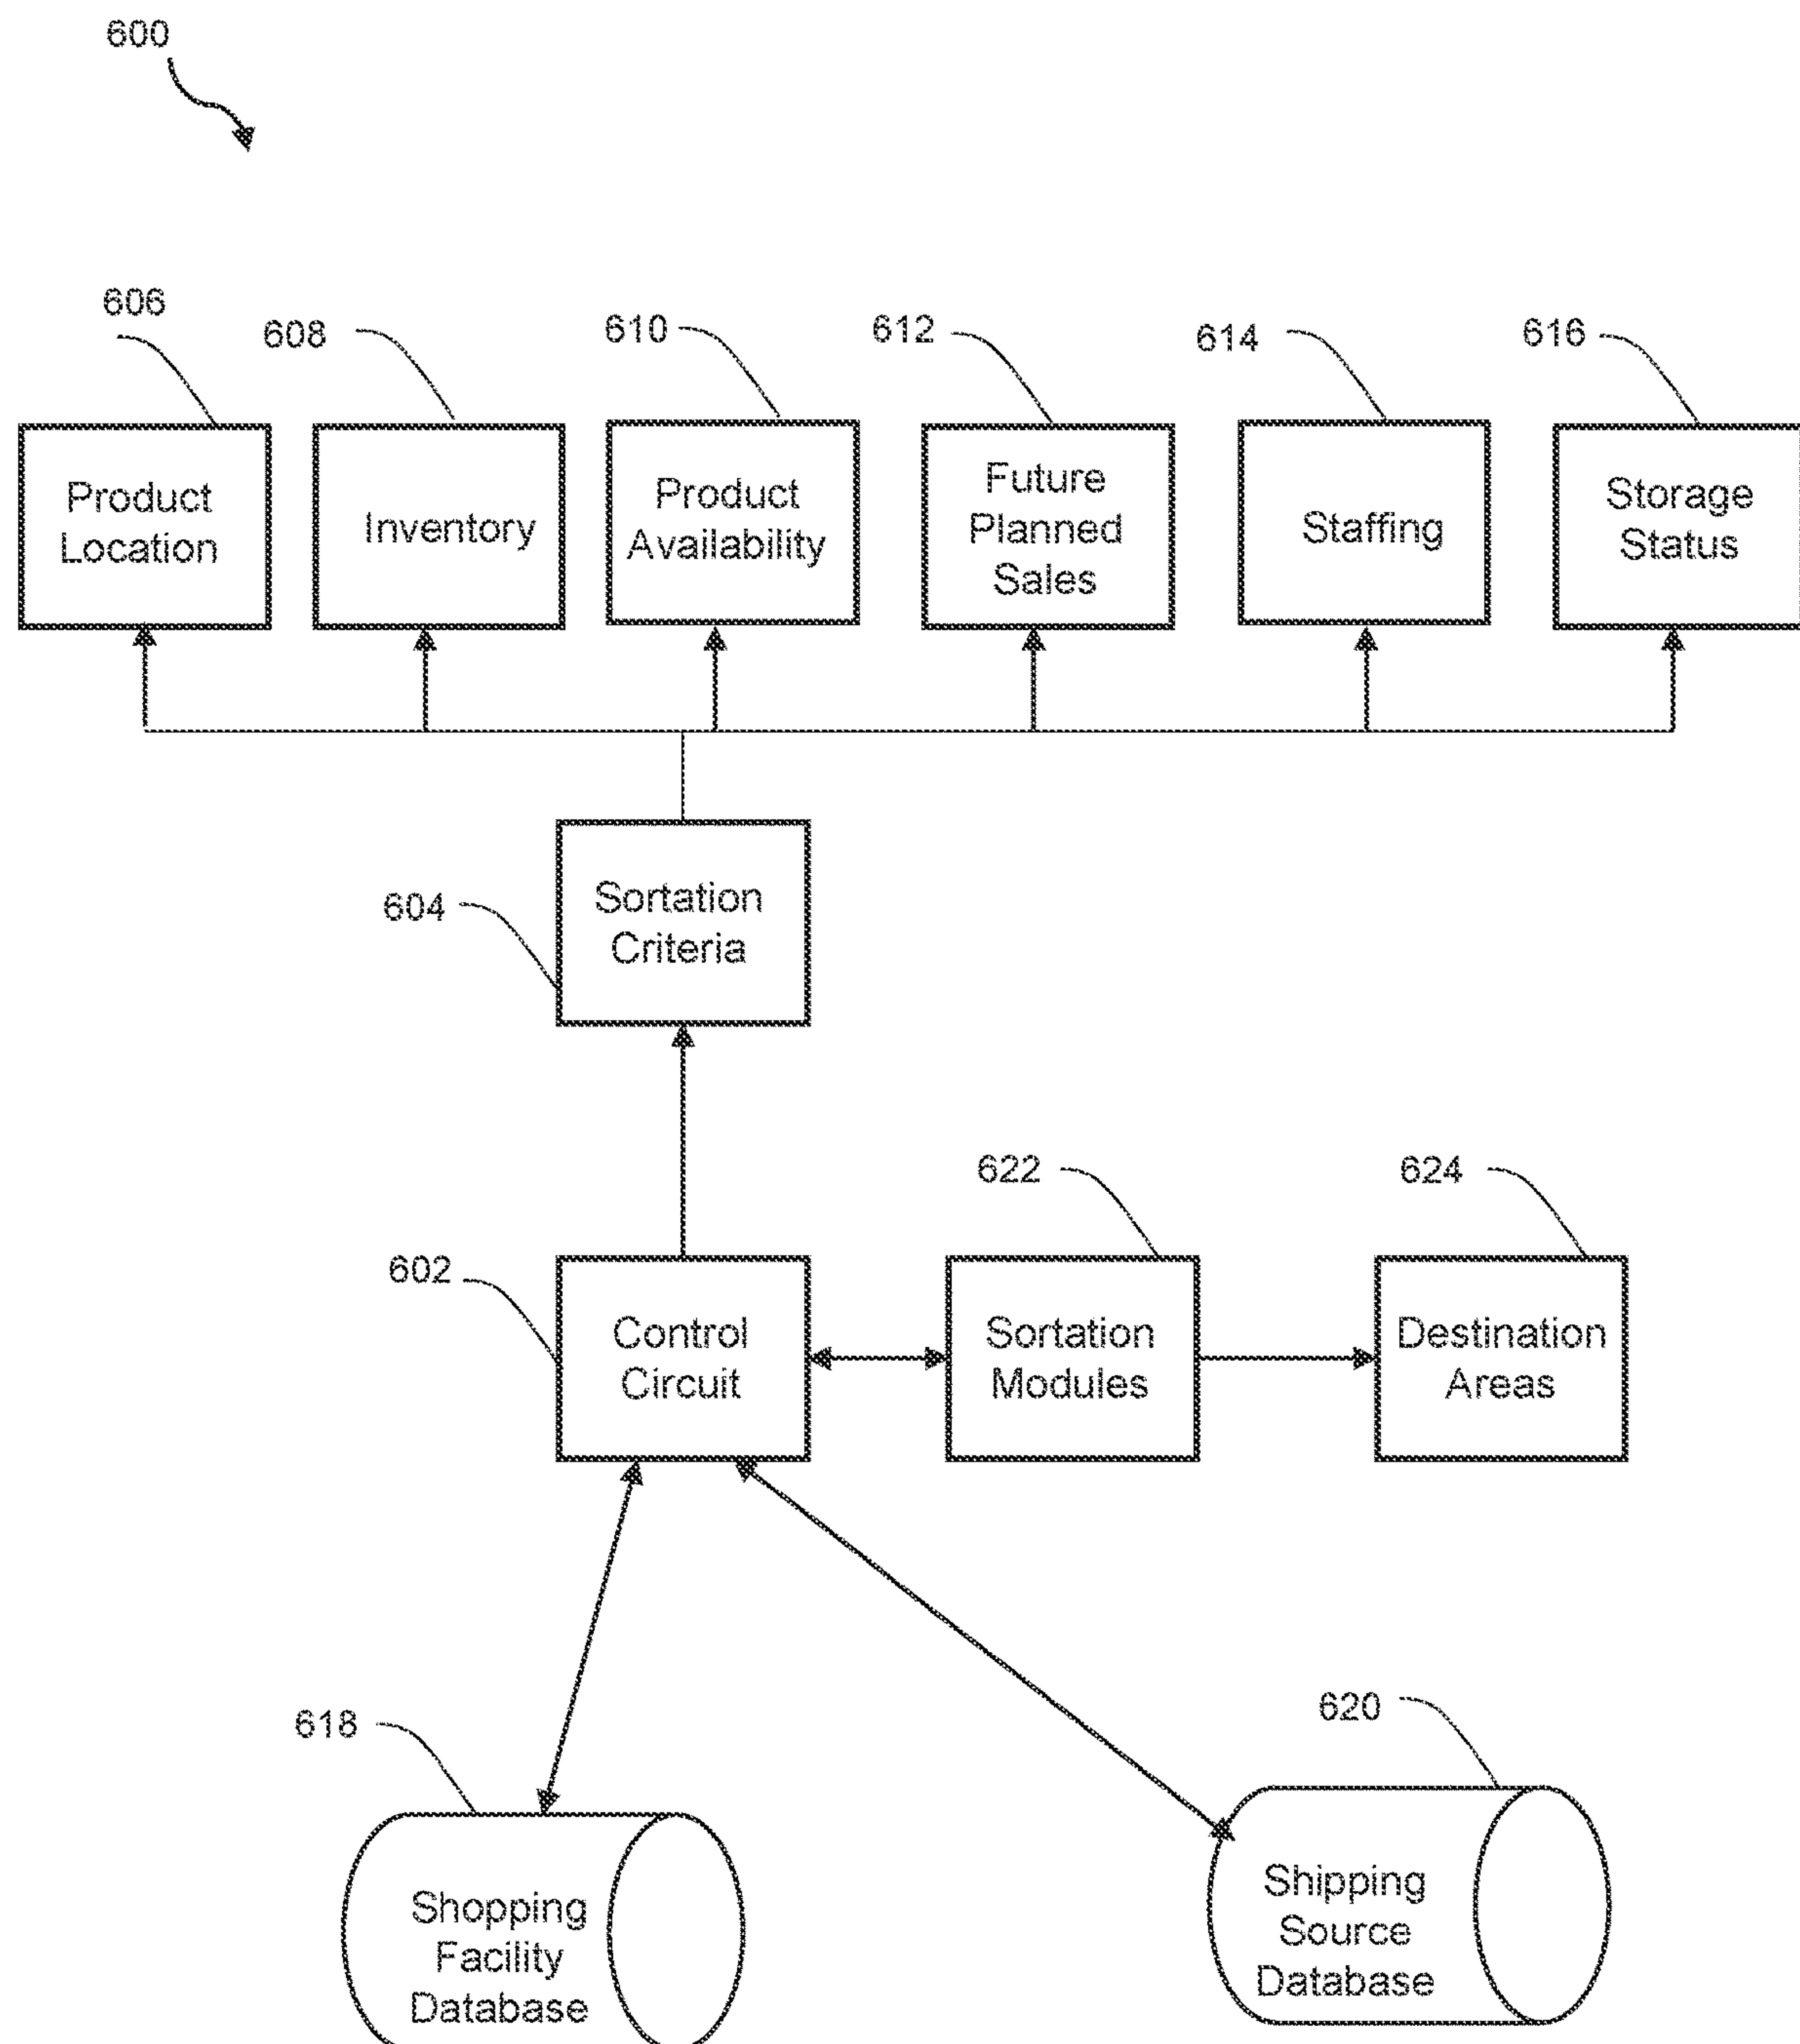 600
606
608
610
612
614
616
Product
Location
Inventory
Product
Availability
Future
Planned
Sales
Staffing
Storage
Status
604
Sortation
Criteria
622
624
602
Control
Circuit
Sortation
Modules
Destination
Areas
618
620
Shopping
Facility
Database
Shipping
Source
Database